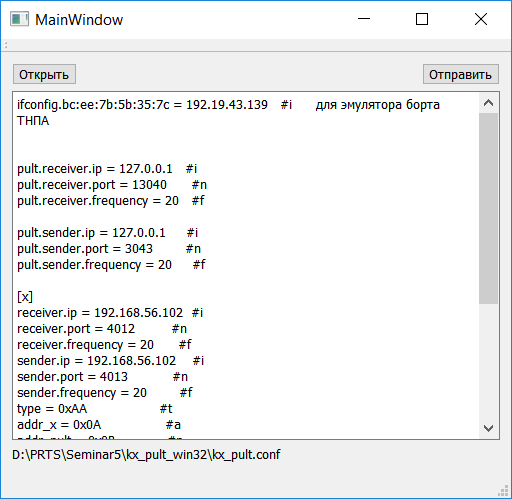 MainWindow
Открыть
Отправить
ifconfig.bc:ee:7b:5b:35:7c = 192.19.43.139 #i для эмулятора борта
ТНПА
pult.receiver.ip = 127.0.0.1 #i
pult.receiver.port = 13040 #n
pult.receiver.frequency = 20 #f
pult.sender.ip = 127.0.0.1 #i
pult.sender.port = 3043 #n
pult.sender.frequency = 20 #f
[x]
receiver.ip = 192.168.56.102 #i
receiver.port = 4012 #n
receiver.frequency = 20 #f
sender.ip = 192.168.56.102 #i
sender.port = 4013 #n
sender.frequency = 20 #f
type = 0xAA #t
addr_x = 0x0A #a
addr_pult = 0x0B
D:\PRTS\Seminar5\kx_pult_win32\kx_pult.conf